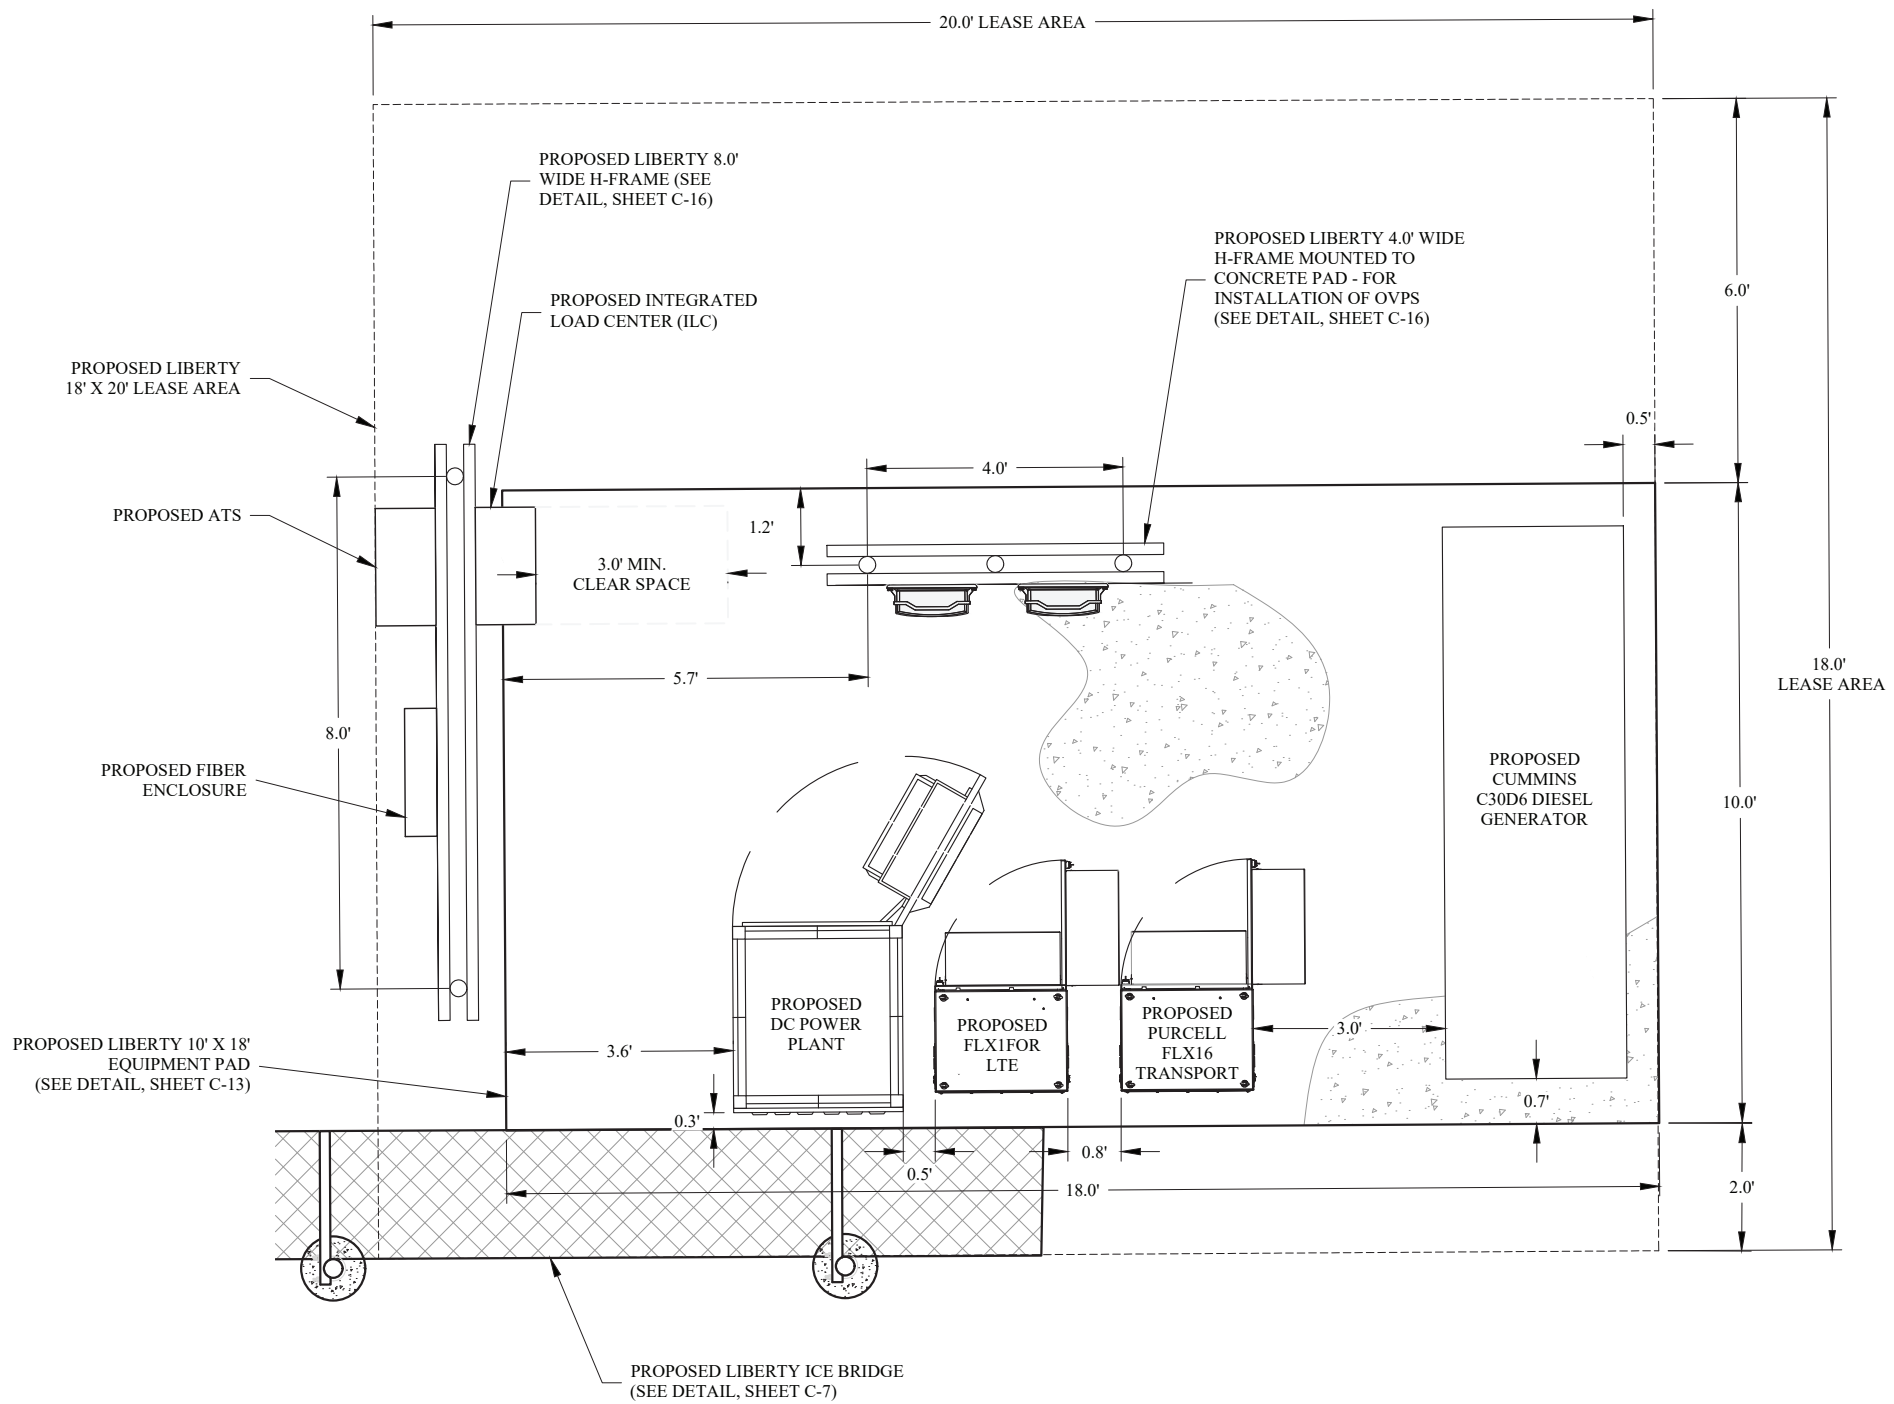 20.0' LEASE AREA
PROPOSED LIBERTY 8.0'
WIDE H-FRAME (SEE
DETAIL, SHEET C-16)
PROPOSED LIBERTY 4.0' WIDE
H-FRAME MOUNTED TO
CONCRETE PAD - FOR
INSTALLATION OF OVPS
(SEE DETAIL, SHEET C-16)
6.0'
PROPOSED INTEGRATED
LOAD CENTER (ILC)
PROPOSED LIBERTY
18' X 20' LEASE AREA
0.5'
4.0'
PROPOSED ATS
1.2'
3.0' MIN.
CLEAR SPACE
5.7'
18.0'
LEASE AREA
8.0'
PROPOSED FIBER
ENCLOSURE
PROPOSED
CUMMINS
C30D6 DIESEL
GENERATOR
10.0'
PROPOSED
DC POWER
PLANT
PROPOSED
FLX1FOR
LTE
PROPOSED
PURCELL
FLX16
TRANSPORT
3.0'
PROPOSED LIBERTY 10' X 18'
EQUIPMENT PAD
(SEE DETAIL, SHEET C-13)
3.6'
0.7'
0.3'
0.5'
0.8'
18.0'
2.0'
PROPOSED LIBERTY ICE BRIDGE
(SEE DETAIL, SHEET C-7)